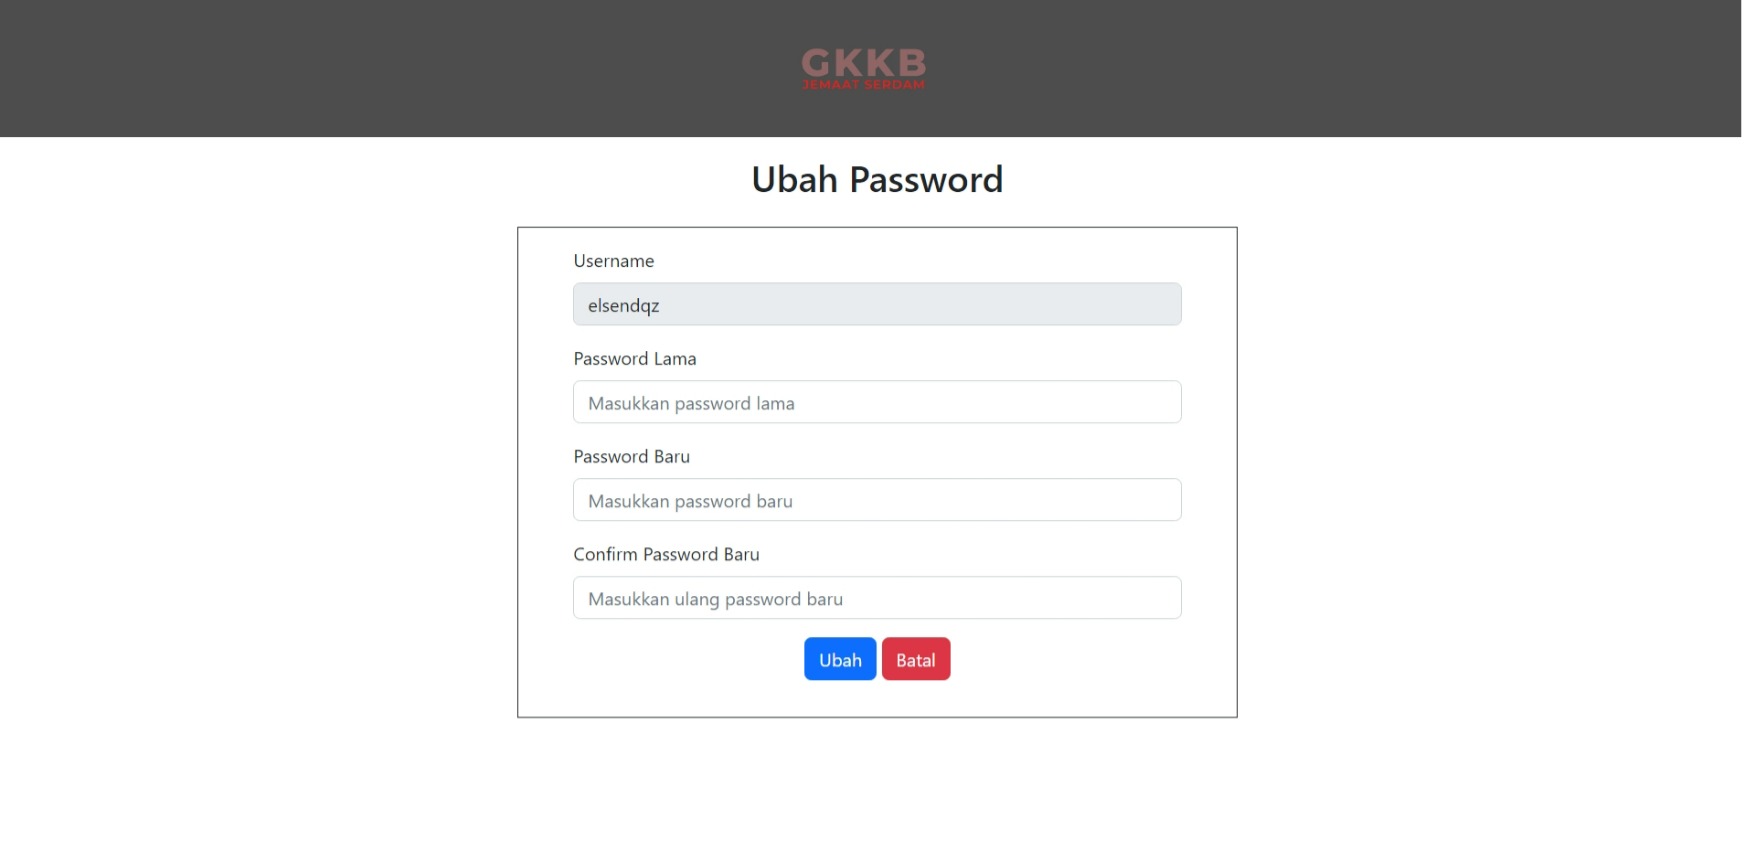 GKKB
JEMAAT SERDAM
Ubah Password
Username
elsendqz
Password Lama
Masukkan password lama
Password Baru
Masukkan password baru
Confirm Password Baru
Masukkan ulang password baru
Ubah Batal